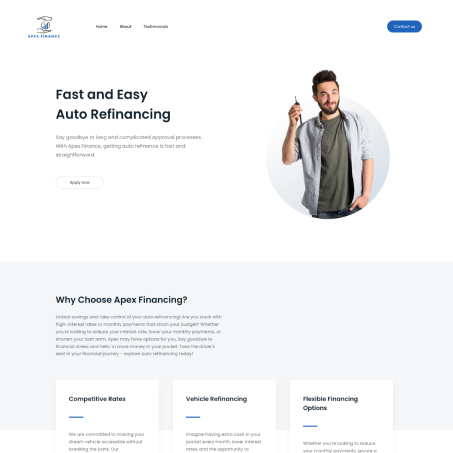 APEX FINANCE
Home About Testimonials
Contact us
Fast and Easy
Auto Refinancing
Say goodbye to long and complicated approval processes.
With Apex Finance, getting auto refinance is fast and
straightforward.
Apply now
Why Choose Apex Financing?
Unlock savings and take control of your auto refinancing! Are you stuck with
high-interest rates or monthly payments that strain your budget? Whether
you're looking to reduce your interest rate, lower your monthly payments, or
shorten your loan term, Apex may have options for you. Say goodbye to
financial stress and hello to more money in your pocket. Take the driver's
seat in your financial journey – explore auto refinancing today!
Competitive Rates
We are committed to making your
dream vehicle accessible without
breaking the bank. Our
Vehicle Refinancing
Imagine having extra cash in your
pocket every month, lower interest
rates, and the opportunity to
Flexible Financing
Options
Whether you're looking to reduce
your monthly payments, secure a